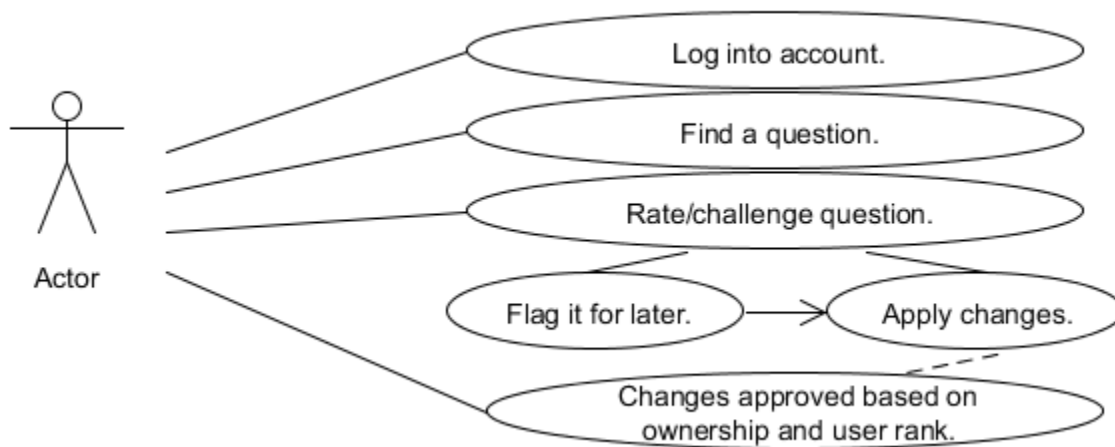 Log into account.
Find a question.
Rate/challenge question.
Actor
Flag it for later.
Apply changes.
Changes approved based on
ownership and user rank.